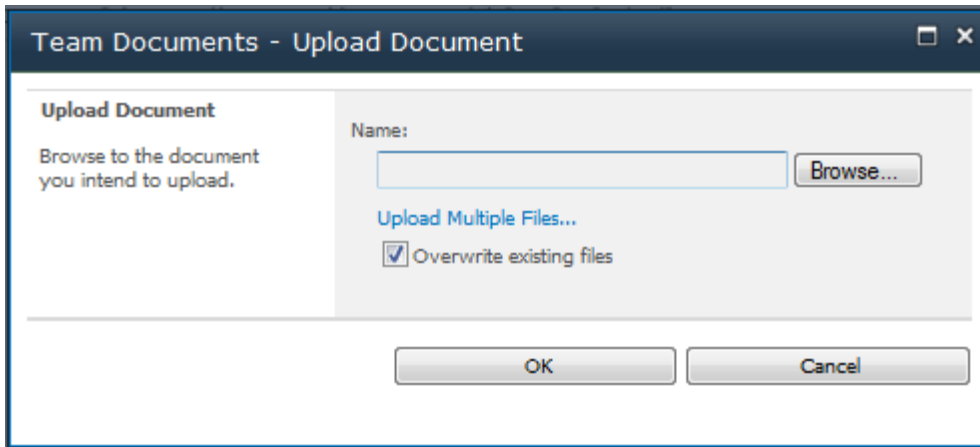 Team Documents - Upload Document
Upload Document
Browse to the document
you intend to upload.
Name:
Browse...
Upload Multiple Files...
Overwrite existing files
OK
Cancel